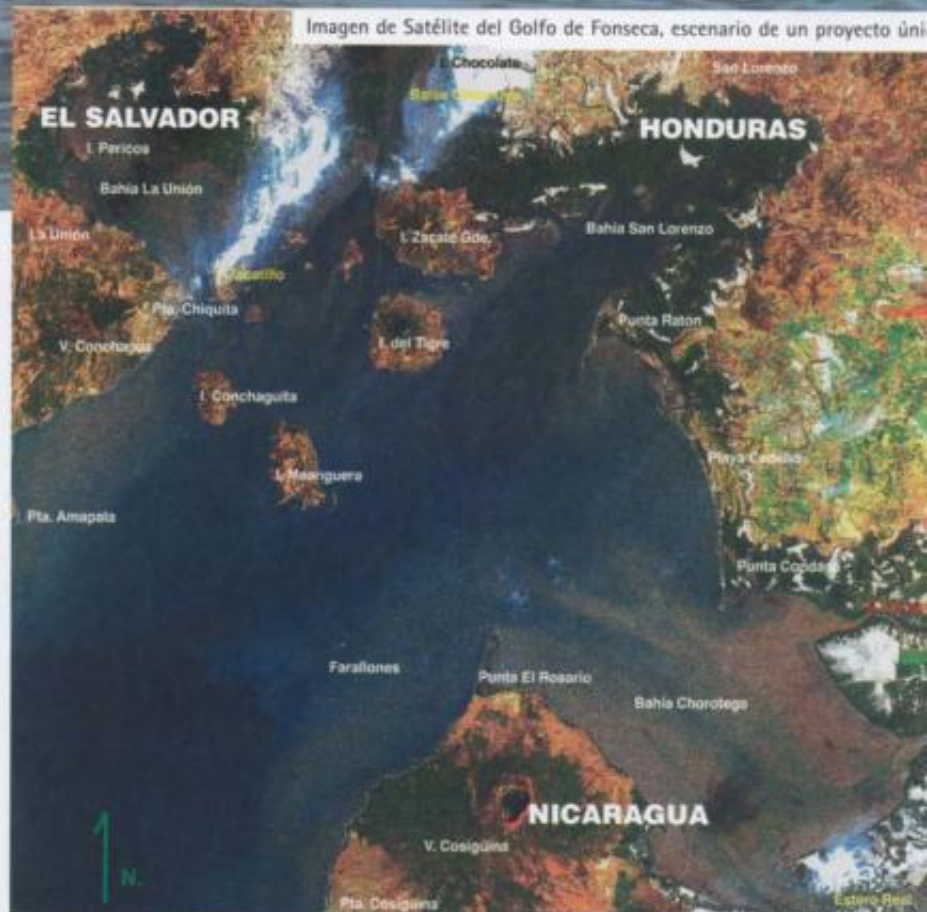 Imagen de Satélite del Golfo de Fonseca, escenario de un proyecto úni
I. Chocolate
San Lorenzo
Bahía
EL SALVADOR
HONDURAS
I. Pericos
Bahía La Unión
Bahía San Lorenzo
La Unión
I. Zacate Gde.
Pta. Chiquita
Punta Ratón
V. Conchagua
I. del Tigre
I. Conchaguita
Playa Cedeño
I. Meanguera
Pta. Amapala
Punta Condega
Farallones
Punta El Rosario
Bahía Chorotega
NICARAGUA
V. Cosigüina
N.
Pta. Cosigüina
Estero Real